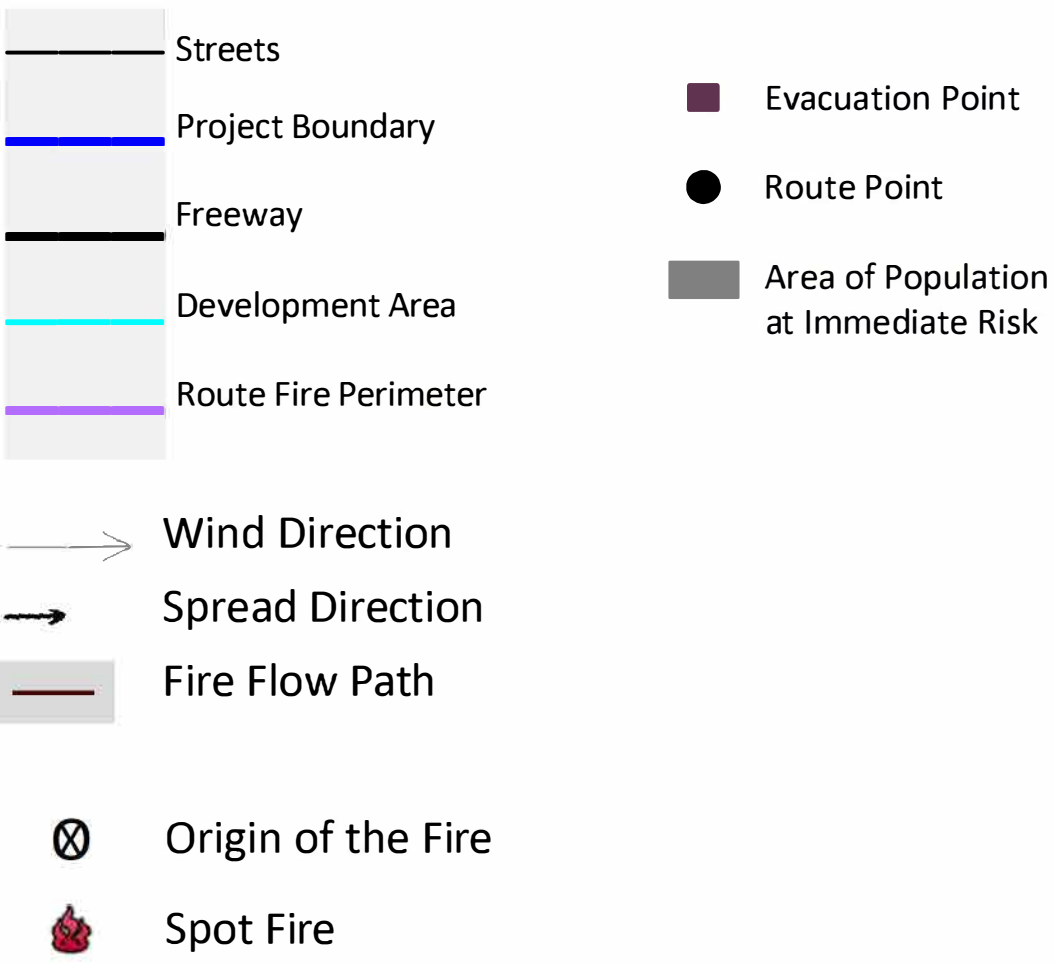 Streets
Project Boundary
Freeway
Development Area
Route Fire Perimeter
Evacuation Point
Route Point
Area of Population
at Immediate Risk
Wind Direction
Spread Direction
Fire Flow Path
Origin of the Fire
Spot Fire